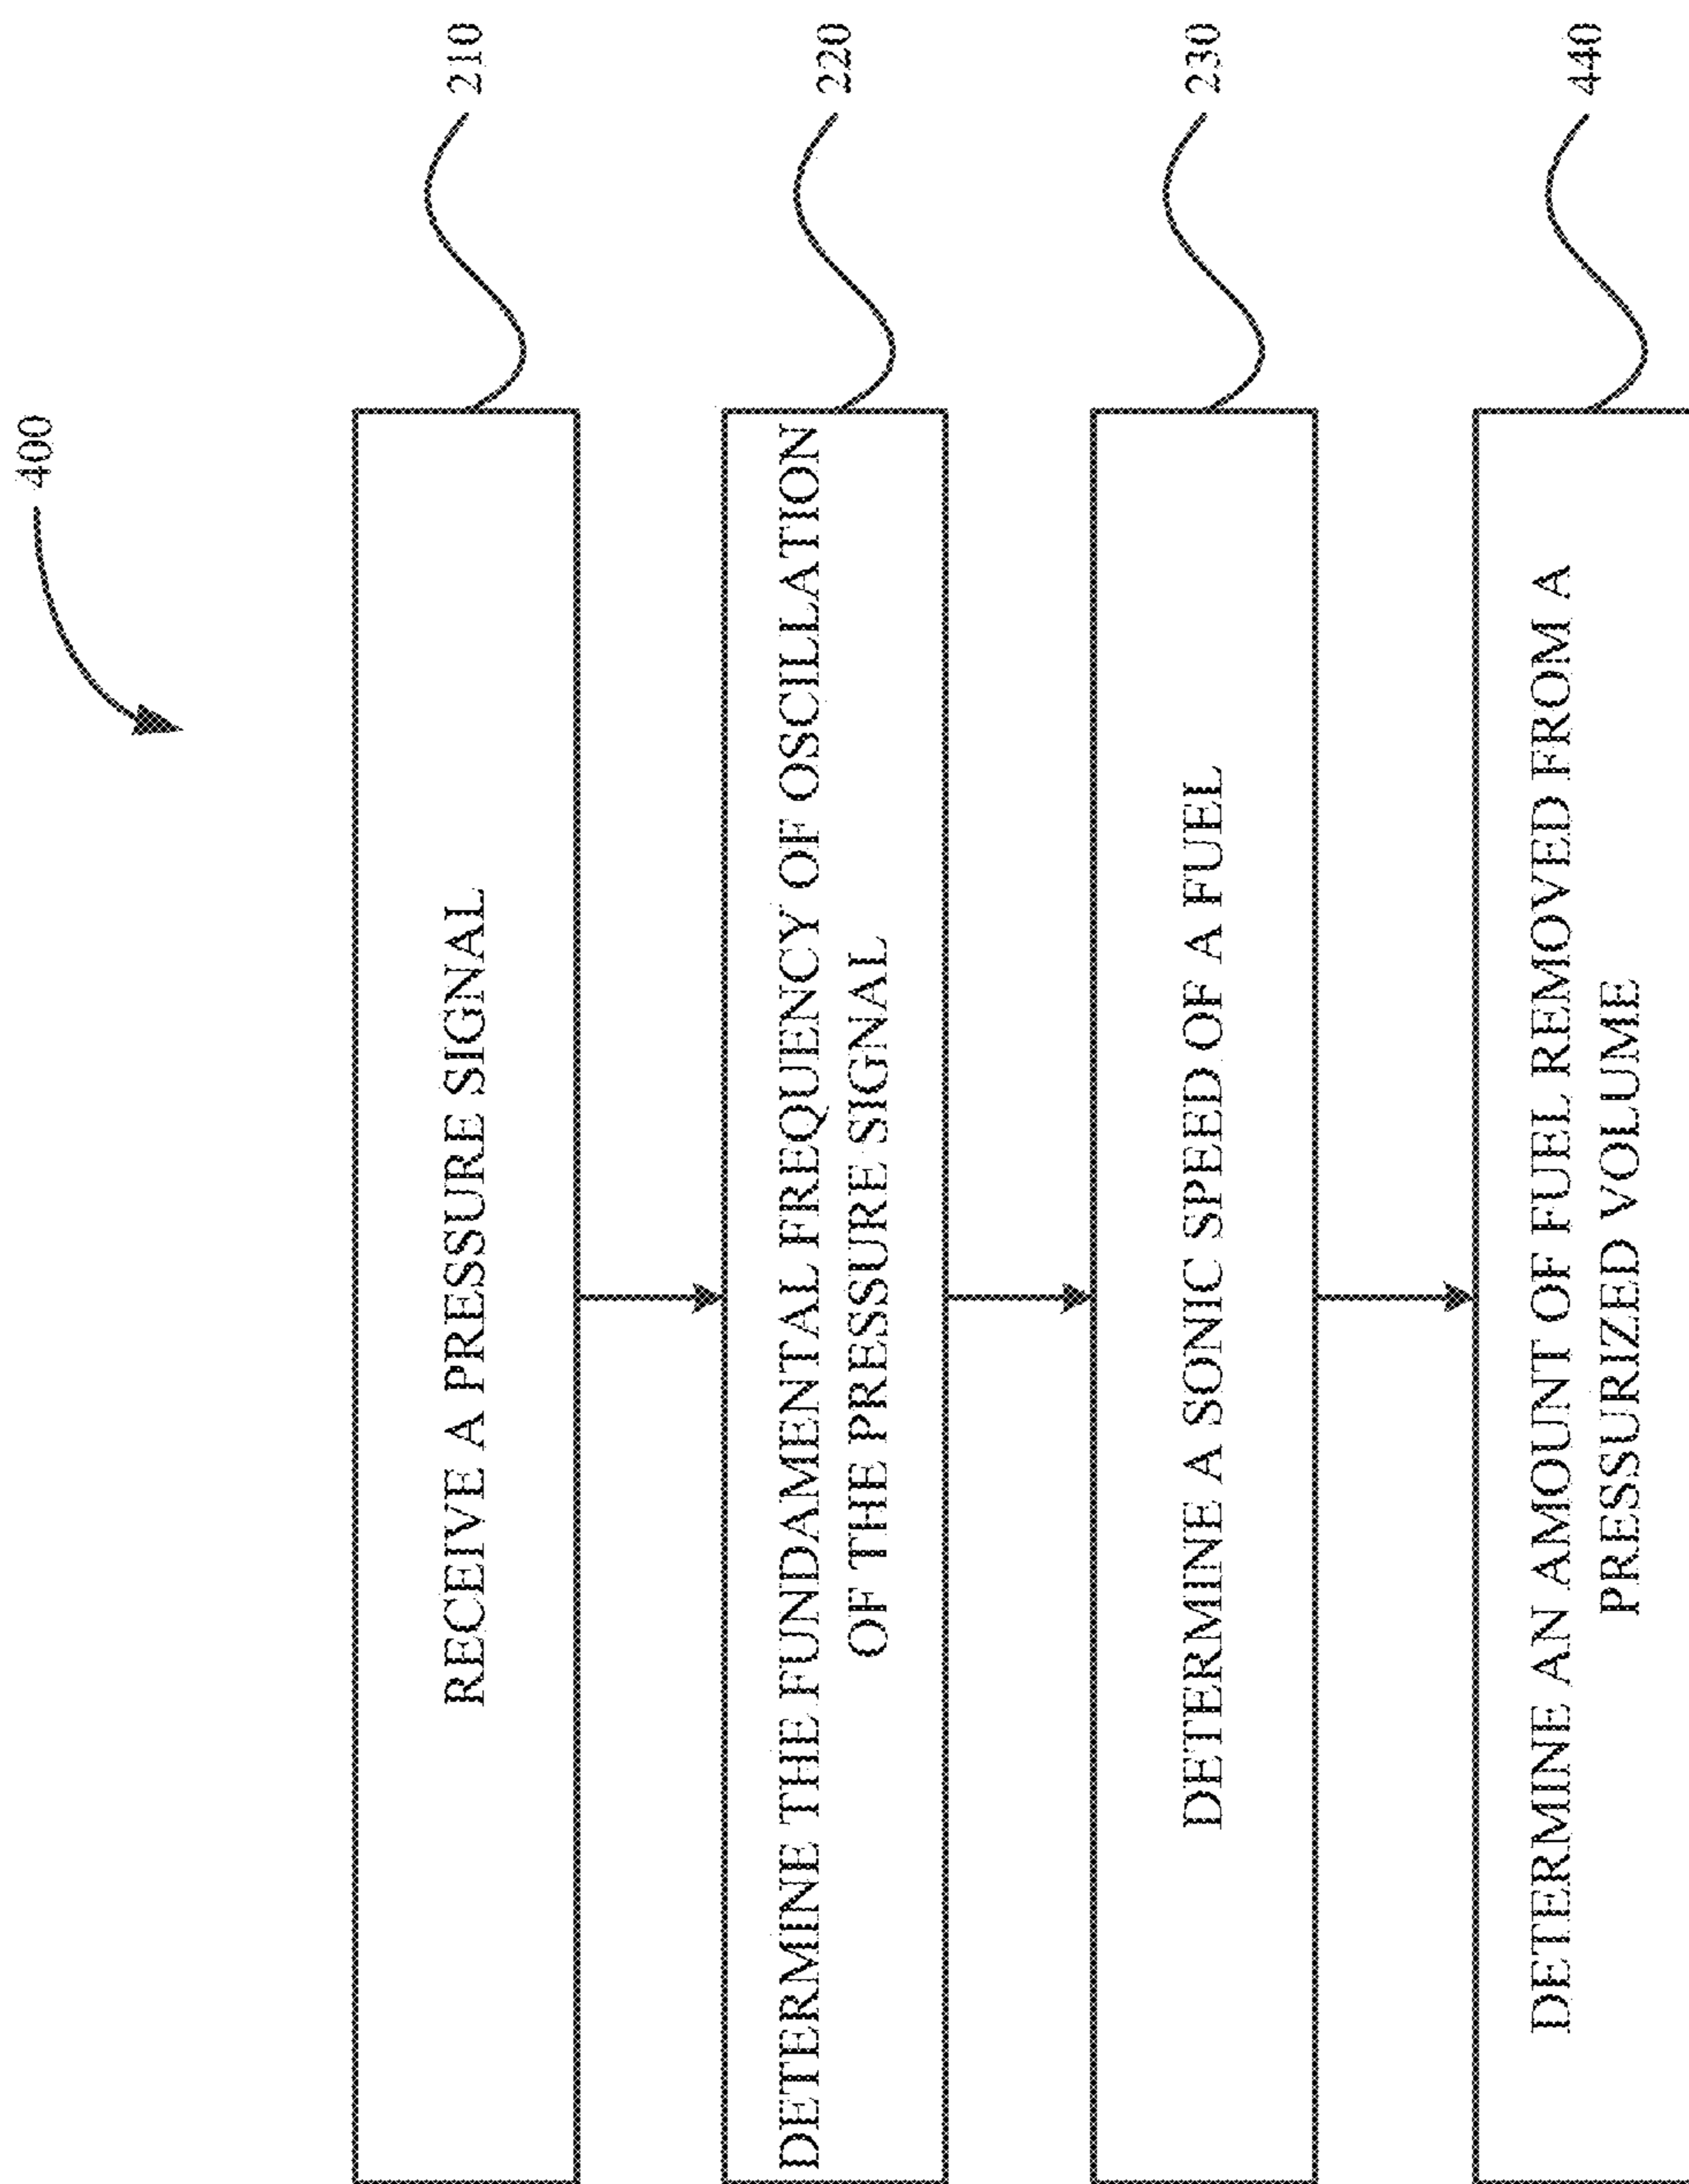 400
RECEIVE A PRESSURE SIGNAL
210
DETERMINE THE FUNDAMENTAL FREQUENCY OF OSCILLATION
OF THE PRESSURE SIGNAL
220
DETERMINE A SONIC SPEED OF A FUEL
230
DETERMINE AN AMOUNT OF FUEL REMOVED FROM A
PRESSURIZED VOLUME
440